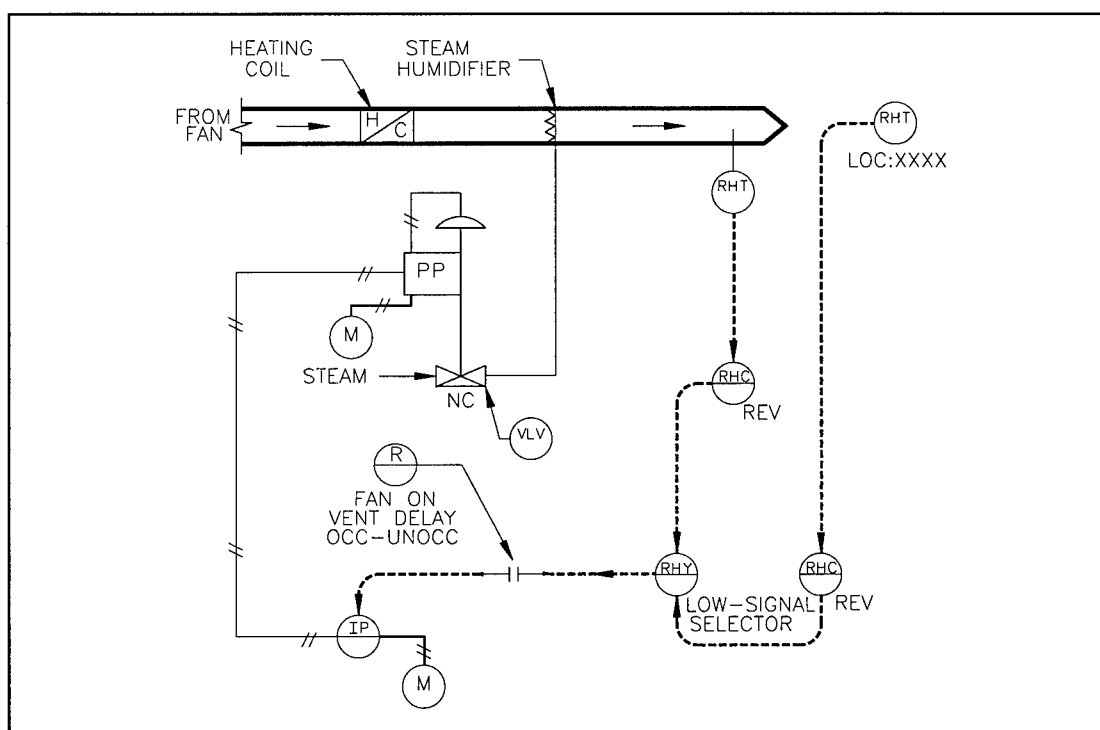 HEATING
COIL
STEAM
HUMIDIFIER
FROM
FAN
H
C
RHT
LOC:XXXX
RHT
PP
M
STEAM
NC
VLV
RHC
REV
R
FAN ON
VENT DELAY
OCC-UNOCC
RHY
LOW-SIGNAL
SELECTOR
RHC
REV
IP
M